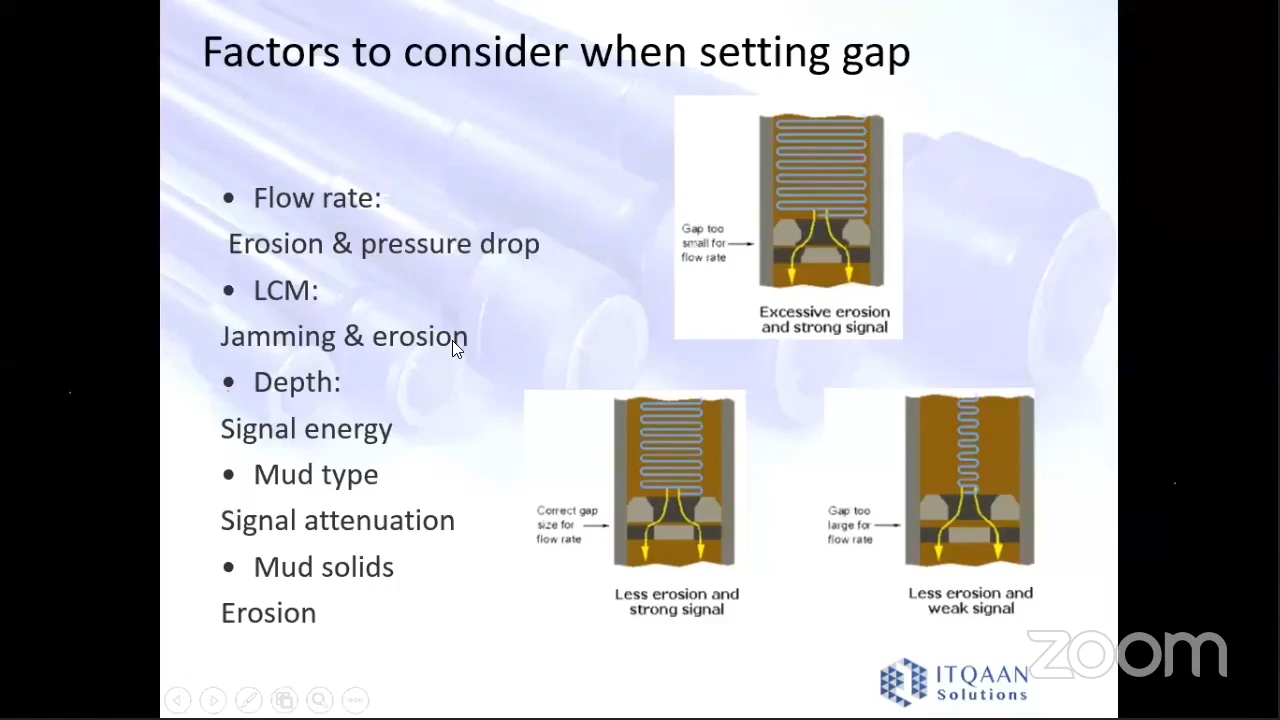 Factors to consider when setting gap
• Flow rate:
Erosion & pressure drop
• LCM:
Jamming & erosion
• Depth:
Signal energy
• Mud type
Signal attenuation
• Mud solids
Erosion
Gap too
small for
flow rate
Excessive erosion
and strong signal
Correct gap
size for
flow rate
Less erosion and
strong signal
Gap too
large for
flow rate
Less erosion and
weak signal
zoom
ITQAAN
Solutions